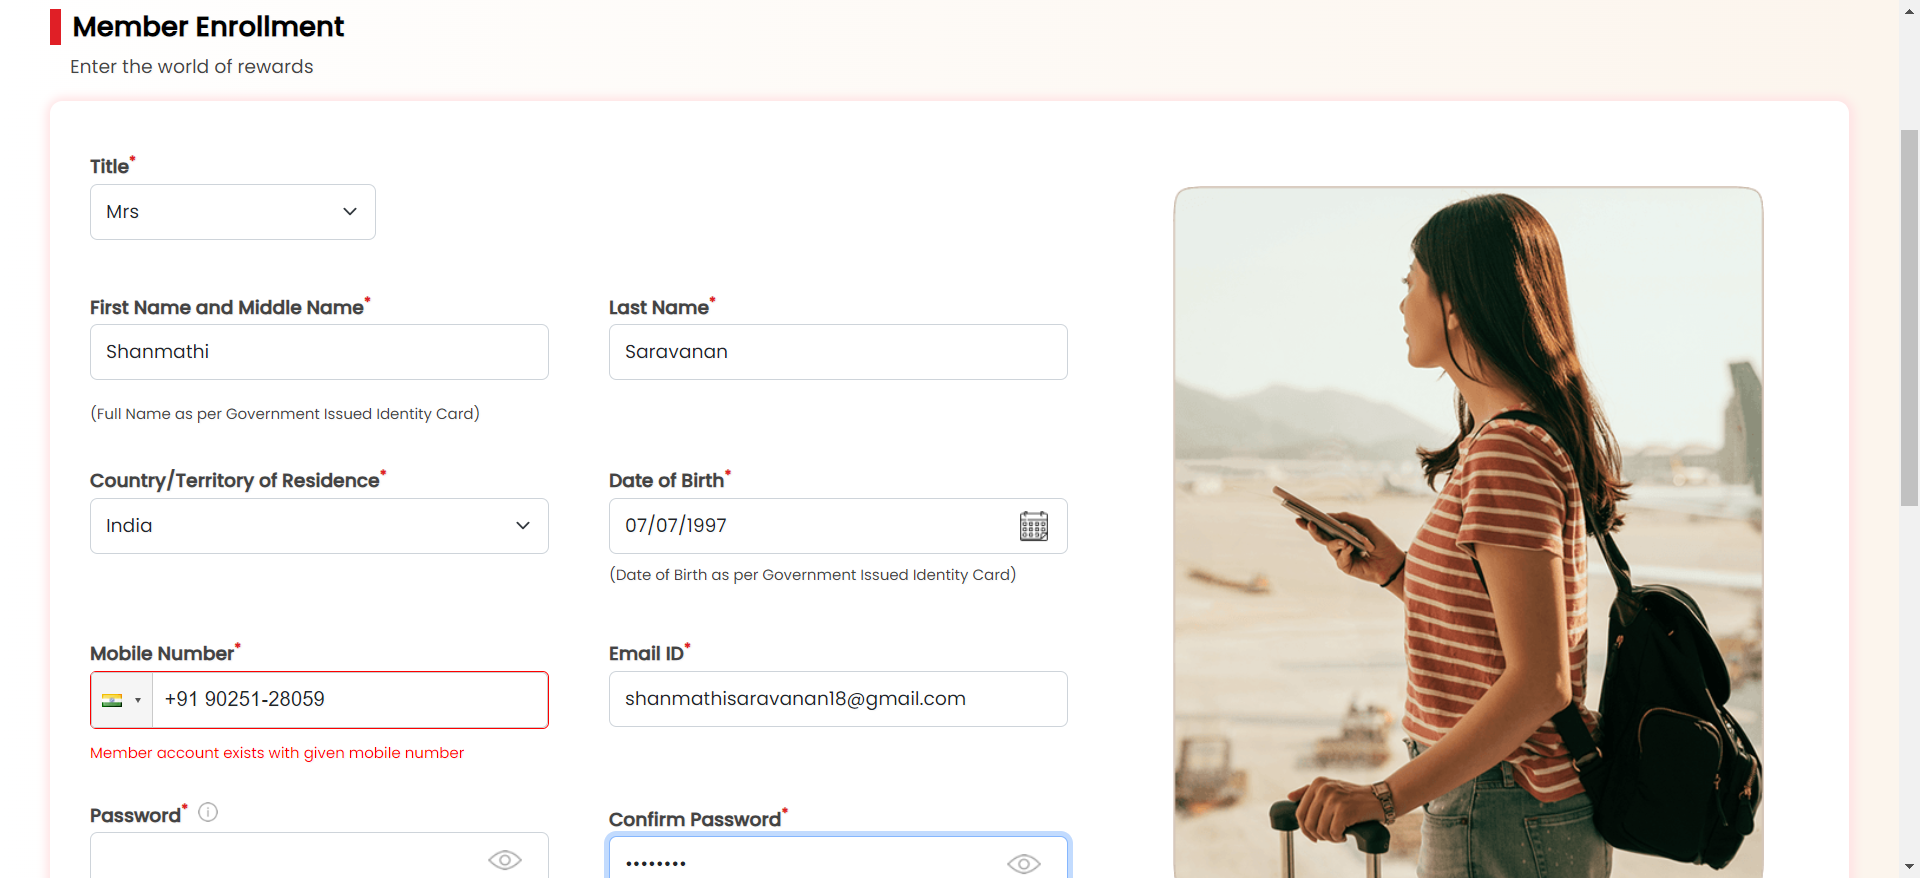 Member Enrollment
Enter the world of rewards
Title*
Mrs
First Name and Middle Name*
Last Name*
Shanmathi
Saravanan
(Full Name as per Government Issued Identity Card)
Country/Territory of Residence*
Date of Birth*
India
07/07/1997
(Date of Birth as per Government Issued Identity Card)
Mobile Number*
Email ID*
+91 90251-28059
shanmathisaravanan18@gmail.com
Member account exists with given mobile number
Password*
Confirm Password*
••••••••